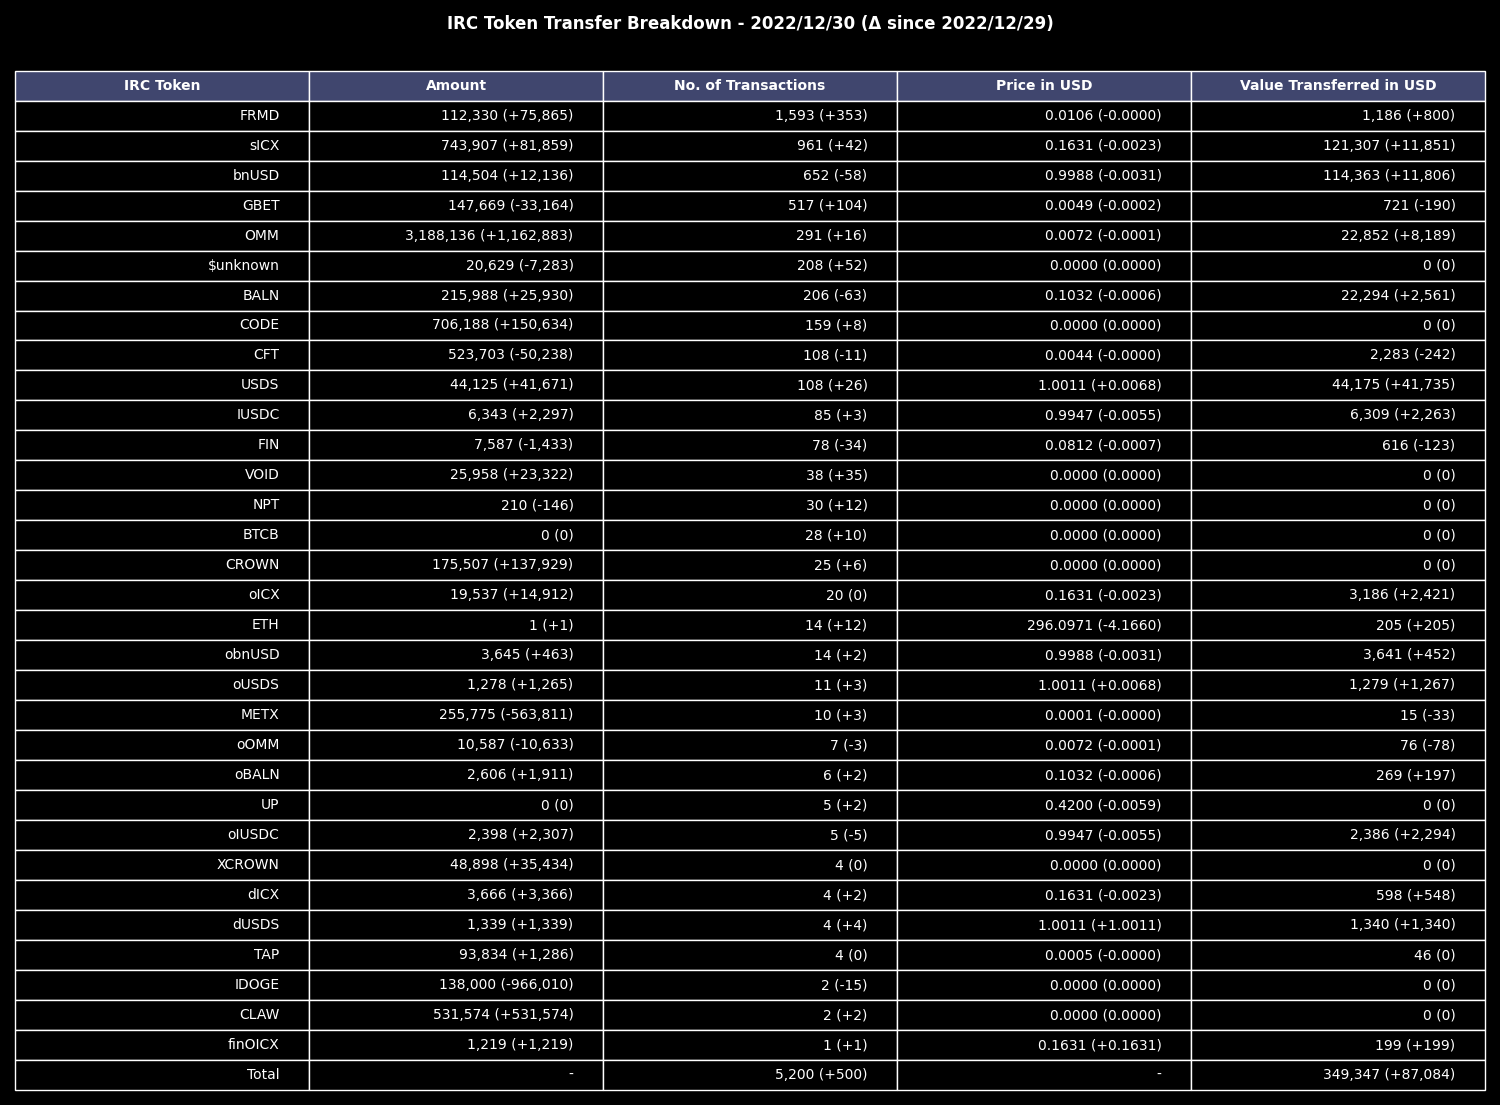 IRC Token Transfer Breakdown - 2022/12/30 (Δ since 2022/12/29)
IRC Token Amount No. of Transactions Price in USD Value Transferred in USD
FRMD 112,330 (+75,865) 1,593 (+353) 0.0106 (-0.0000) 1,186 (+800)
sICX 743,907 (+81,859) 961 (+42) 0.1631 (-0.0023) 121,307 (+11,851)
bnUSD 114,504 (+12,136) 652 (-58) 0.9988 (-0.0031) 114,363 (+11,806)
GBET 147,669 (-33,164) 517 (+104) 0.0049 (-0.0002) 721 (-190)
OMM 3,188,136 (+1,162,883) 291 (+16) 0.0072 (-0.0001) 22,852 (+8,189)
$unknown 20,629 (-7,283) 208 (+52) 0.0000 (0.0000) 0 (0)
BALN 215,988 (+25,930) 206 (-63) 0.1032 (-0.0006) 22,294 (+2,561)
CODE 706,188 (+150,634) 159 (+8) 0.0000 (0.0000) 0 (0)
CFT 523,703 (-50,238) 108 (-11) 0.0044 (-0.0000) 2,283 (-242)
USDS 44,125 (+41,671) 108 (+26) 1.0011 (+0.0068) 44,175 (+41,735)
IUSDC 6,343 (+2,297) 85 (+3) 0.9947 (-0.0055) 6,309 (+2,263)
FIN 7,587 (-1,433) 78 (-34) 0.0812 (-0.0007) 616 (-123)
VOID 25,958 (+23,322) 38 (+35) 0.0000 (0.0000) 0 (0)
NPT 210 (-146) 30 (+12) 0.0000 (0.0000) 0 (0)
BTCB 0 (0) 28 (+10) 0.0000 (0.0000) 0 (0)
CROWN 175,507 (+137,929) 25 (+6) 0.0000 (0.0000) 0 (0)
oICX 19,537 (+14,912) 20 (0) 0.1631 (-0.0023) 3,186 (+2,421)
ETH 1 (+1) 14 (+12) 296.0971 (-4.1660) 205 (+205)
obnUSD 3,645 (+463) 14 (+2) 0.9988 (-0.0031) 3,641 (+452)
oUSDS 1,278 (+1,265) 11 (+3) 1.0011 (+0.0068) 1,279 (+1,267)
METX 255,775 (-563,811) 10 (+3) 0.0001 (-0.0000) 15 (-33)
oOMM 10,587 (-10,633) 7 (-3) 0.0072 (-0.0001) 76 (-78)
oBALN 2,606 (+1,911) 6 (+2) 0.1032 (-0.0006) 269 (+197)
UP 0 (0) 5 (+2) 0.4200 (-0.0059) 0 (0)
oIUSDC 2,398 (+2,307) 5 (-5) 0.9947 (-0.0055) 2,386 (+2,294)
XCROWN 48,898 (+35,434) 4 (0) 0.0000 (0.0000) 0 (0)
dICX 3,666 (+3,366) 4 (+2) 0.1631 (-0.0023) 598 (+548)
dUSDS 1,339 (+1,339) 4 (+4) 1.0011 (+1.0011) 1,340 (+1,340)
TAP 93,834 (+1,286) 4 (0) 0.0005 (-0.0000) 46 (0)
IDOGE 138,000 (-966,010) 2 (-15) 0.0000 (0.0000) 0 (0)
CLAW 531,574 (+531,574) 2 (+2) 0.0000 (0.0000) 0 (0)
finOICX 1,219 (+1,219) 1 (+1) 0.1631 (+0.1631) 199 (+199)
Total - 5,200 (+500) - 349,347 (+87,084)